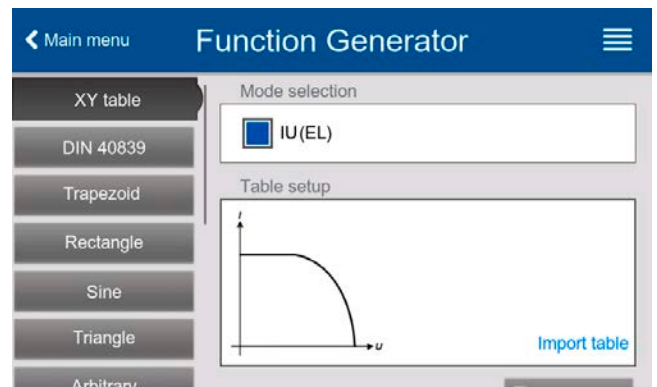 Main menu
Function Generator
XY table
DIN 40839
Trapezoid
Rectangle
Sine
Triangle
Arbitrary
Mode selection
IU(EL)
Table setup
I
U
Import table